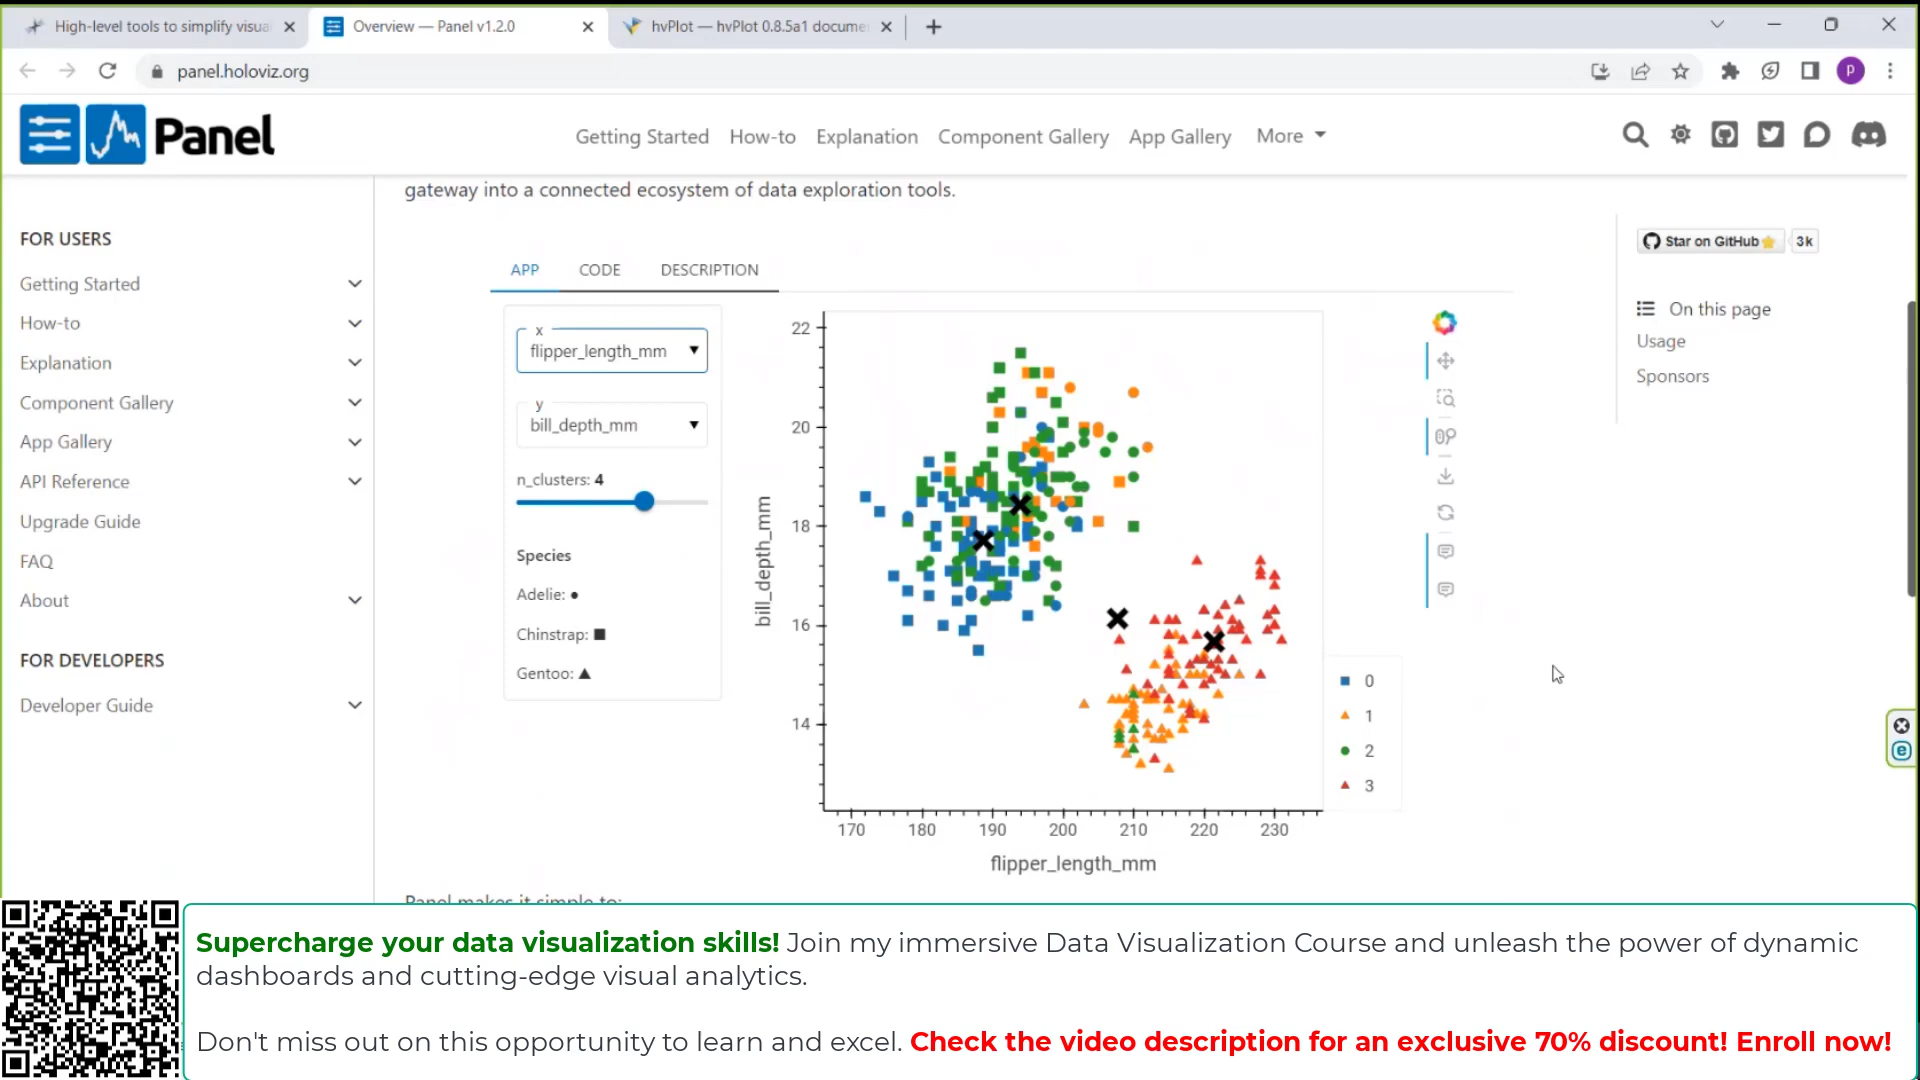 High-level tools to simplify visua
Overview — Panel v1.2.0
hvPlot — hvPlot 0.8.5a1 docume
panel.holoviz.org
P
Panel
Getting Started
How-to
Explanation
Component Gallery
App Gallery
More
gateway into a connected ecosystem of data exploration tools.
FOR USERS
Getting Started
How-to
Explanation
Component Gallery
App Gallery
API Reference
Upgrade Guide
FAQ
About
FOR DEVELOPERS
Developer Guide
APP
CODE
DESCRIPTION
x
flipper_length_mm
y
bill_depth_mm
n_clusters: 4
Species
Adelie: ●
Chinstrap: ■
Gentoo: ▲
22
20
18
16
14
bill_depth_mm
170 180 190 200 210 220 230
flipper_length_mm
0
1
2
3
Star on GitHub 3k
On this page
Usage
Sponsors
Panel makes it simple to:
Supercharge your data visualization skills! Join my immersive Data Visualization Course and unleash the power of dynamic
dashboards and cutting-edge visual analytics.
Don't miss out on this opportunity to learn and excel. Check the video description for an exclusive 70% discount! Enroll now!